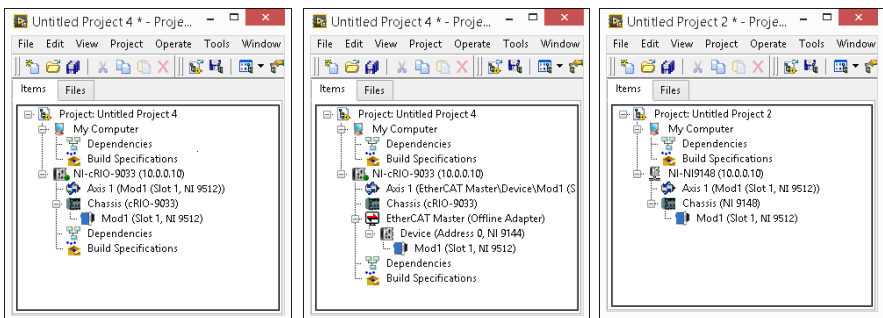 Untitled Project 4 * - Proje...
File Edit View Project Operate Tools Window
Items Files
Project: Untitled Project 4
My Computer
Dependencies
Build Specifications
NI-cRIO-9033 (10.0.0.10)
Axis 1 (Mod1 (Slot 1, NI 9512))
Chassis (cRIO-9033)
Mod1 (Slot 1, NI 9512)
Dependencies
Build Specifications
Untitled Project 4 * - Proje...
File Edit View Project Operate Tools Window
Items Files
Project: Untitled Project 4
My Computer
Dependencies
Build Specifications
NI-cRIO-9033 (10.0.0.10)
Axis 1 (EtherCAT Master\Device\Mod1 (S
Chassis (cRIO-9033)
EtherCAT Master (Offline Adapter)
Device (Address 0, NI 9144)
Mod1 (Slot 1, NI 9512)
Dependencies
Build Specifications
Untitled Project 2 * - Proje...
File Edit View Project Operate Tools Window
Items Files
Project: Untitled Project 2
My Computer
Dependencies
Build Specifications
NI-NI9148 (10.0.0.10)
Axis 1 (Mod1 (Slot 1, NI 9512))
Chassis (NI 9148)
Mod1 (Slot 1, NI 9512)